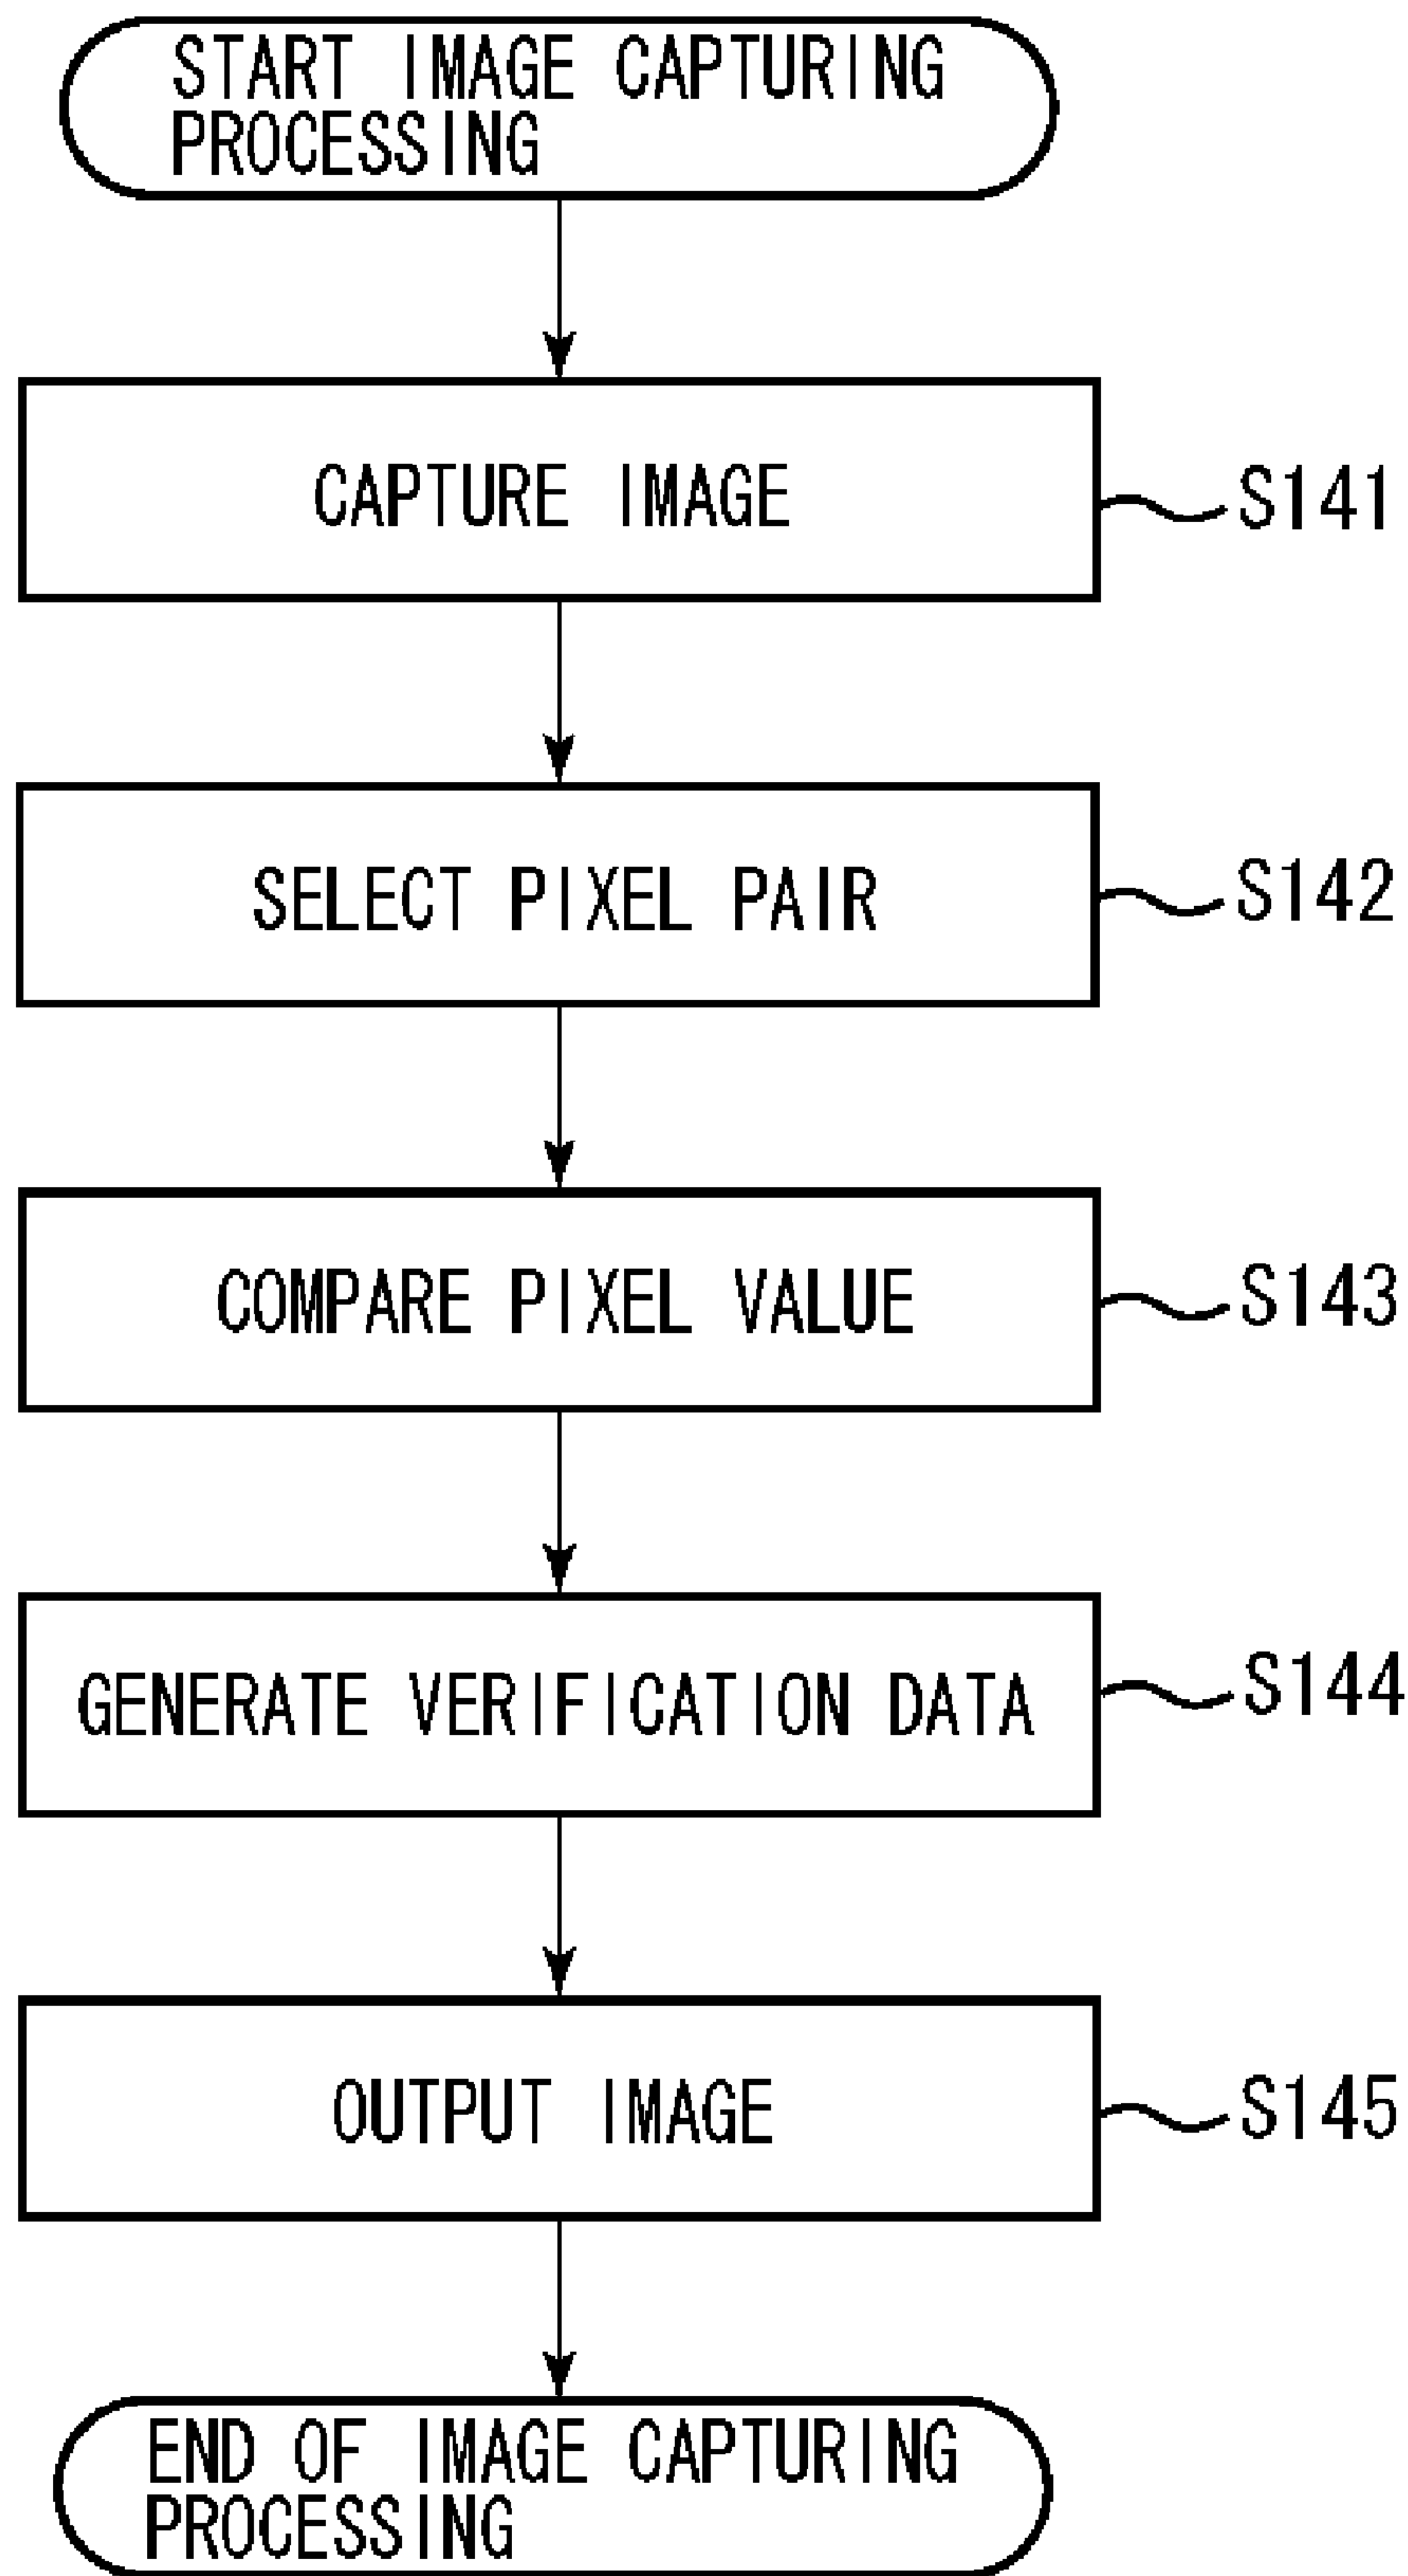 START IMAGE CAPTURING
PROCESSING
CAPTURE IMAGE
S141
SELECT PIXEL PAIR
S142
COMPARE PIXEL VALUE
S143
GENERATE VERIFICATION DATA
S144
OUTPUT IMAGE
S145
END OF IMAGE CAPTURING
PROCESSING